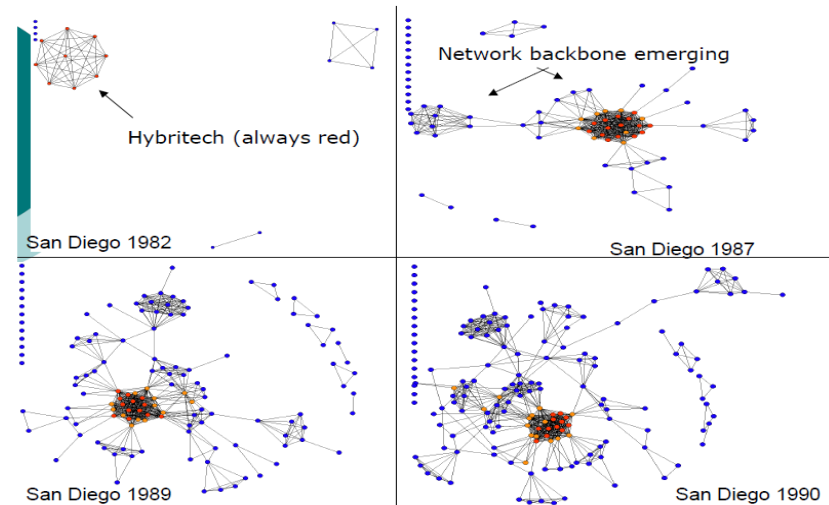 Hybritech (always red)
San Diego 1982
Network backbone emerging
San Diego 1987
San Diego 1989
San Diego 1990